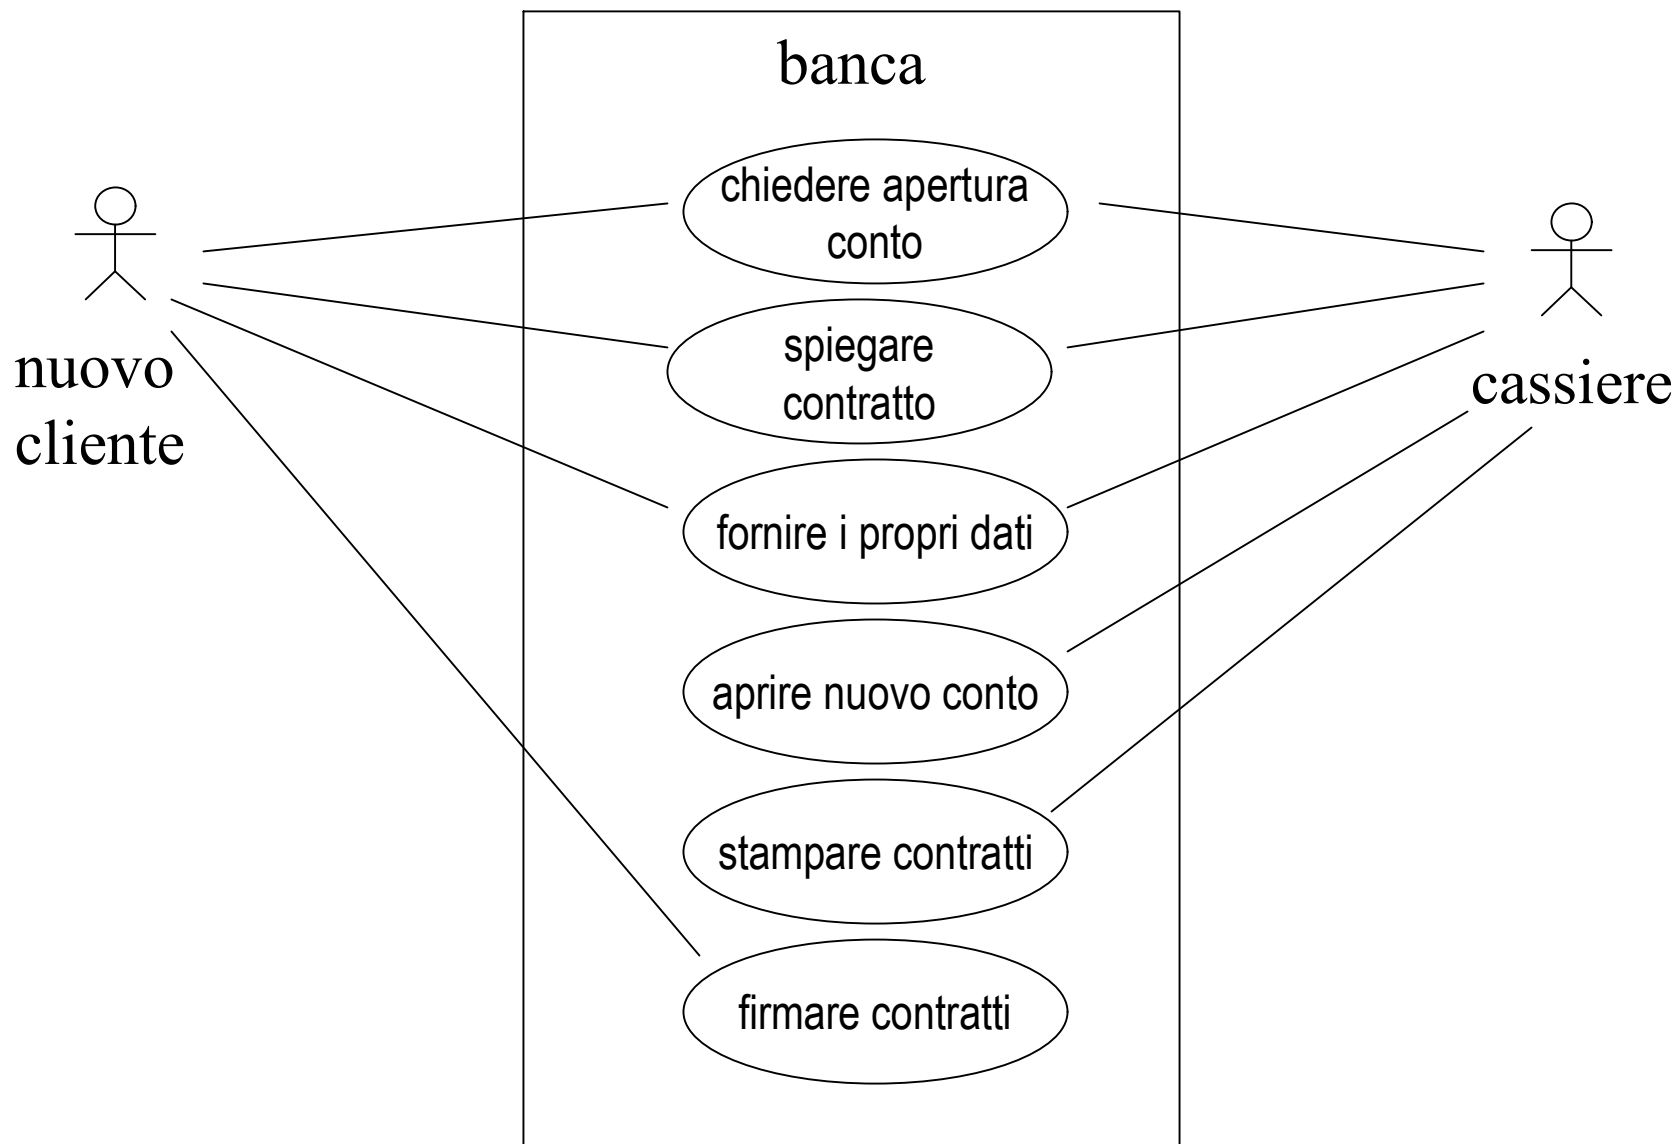 banca
chiedere apertura
conto
spiegare
contratto
nuovo
cliente
cassiere
fornire i propri dati
aprire nuovo conto
stampare contratti
firmare contratti